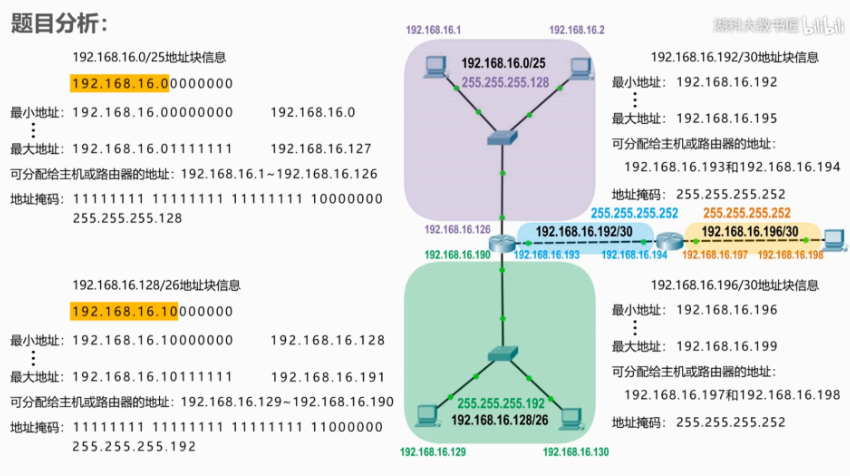 题目分析：
湖科大教书匠 bilibili
192.168.16.0/25地址块信息
192.168.16.00000000
最小地址：192.168.16.00000000 192.168.16.0
最大地址：192.168.16.01111111 192.168.16.127
可分配给主机或路由器的地址：192.168.16.1~192.168.16.126
地址掩码：11111111 11111111 11111111 10000000
255.255.255.128
192.168.16.128/26地址块信息
192.168.16.10000000
最小地址：192.168.16.10000000 192.168.16.128
最大地址：192.168.16.10111111 192.168.16.191
可分配给主机或路由器的地址：192.168.16.129~192.168.16.190
地址掩码：11111111 11111111 11111111 11000000
255.255.255.192
192.168.16.1 192.168.16.2
192.168.16.0/25
255.255.255.128
192.168.16.126
192.168.16.190
255.255.255.252
192.168.16.192/30
192.168.16.193 192.168.16.194
255.255.255.252
192.168.16.196/30
192.168.16.197 192.168.16.198
255.255.255.192
192.168.16.128/26
192.168.16.129 192.168.16.130
192.168.16.192/30地址块信息
最小地址：192.168.16.192
最大地址：192.168.16.195
可分配给主机或路由器的地址：
192.168.16.193和192.168.16.194
地址掩码：255.255.255.252
192.168.16.196/30地址块信息
最小地址：192.168.16.196
最大地址：192.168.16.199
可分配给主机或路由器的地址：
192.168.16.197和192.168.16.198
地址掩码：255.255.255.252